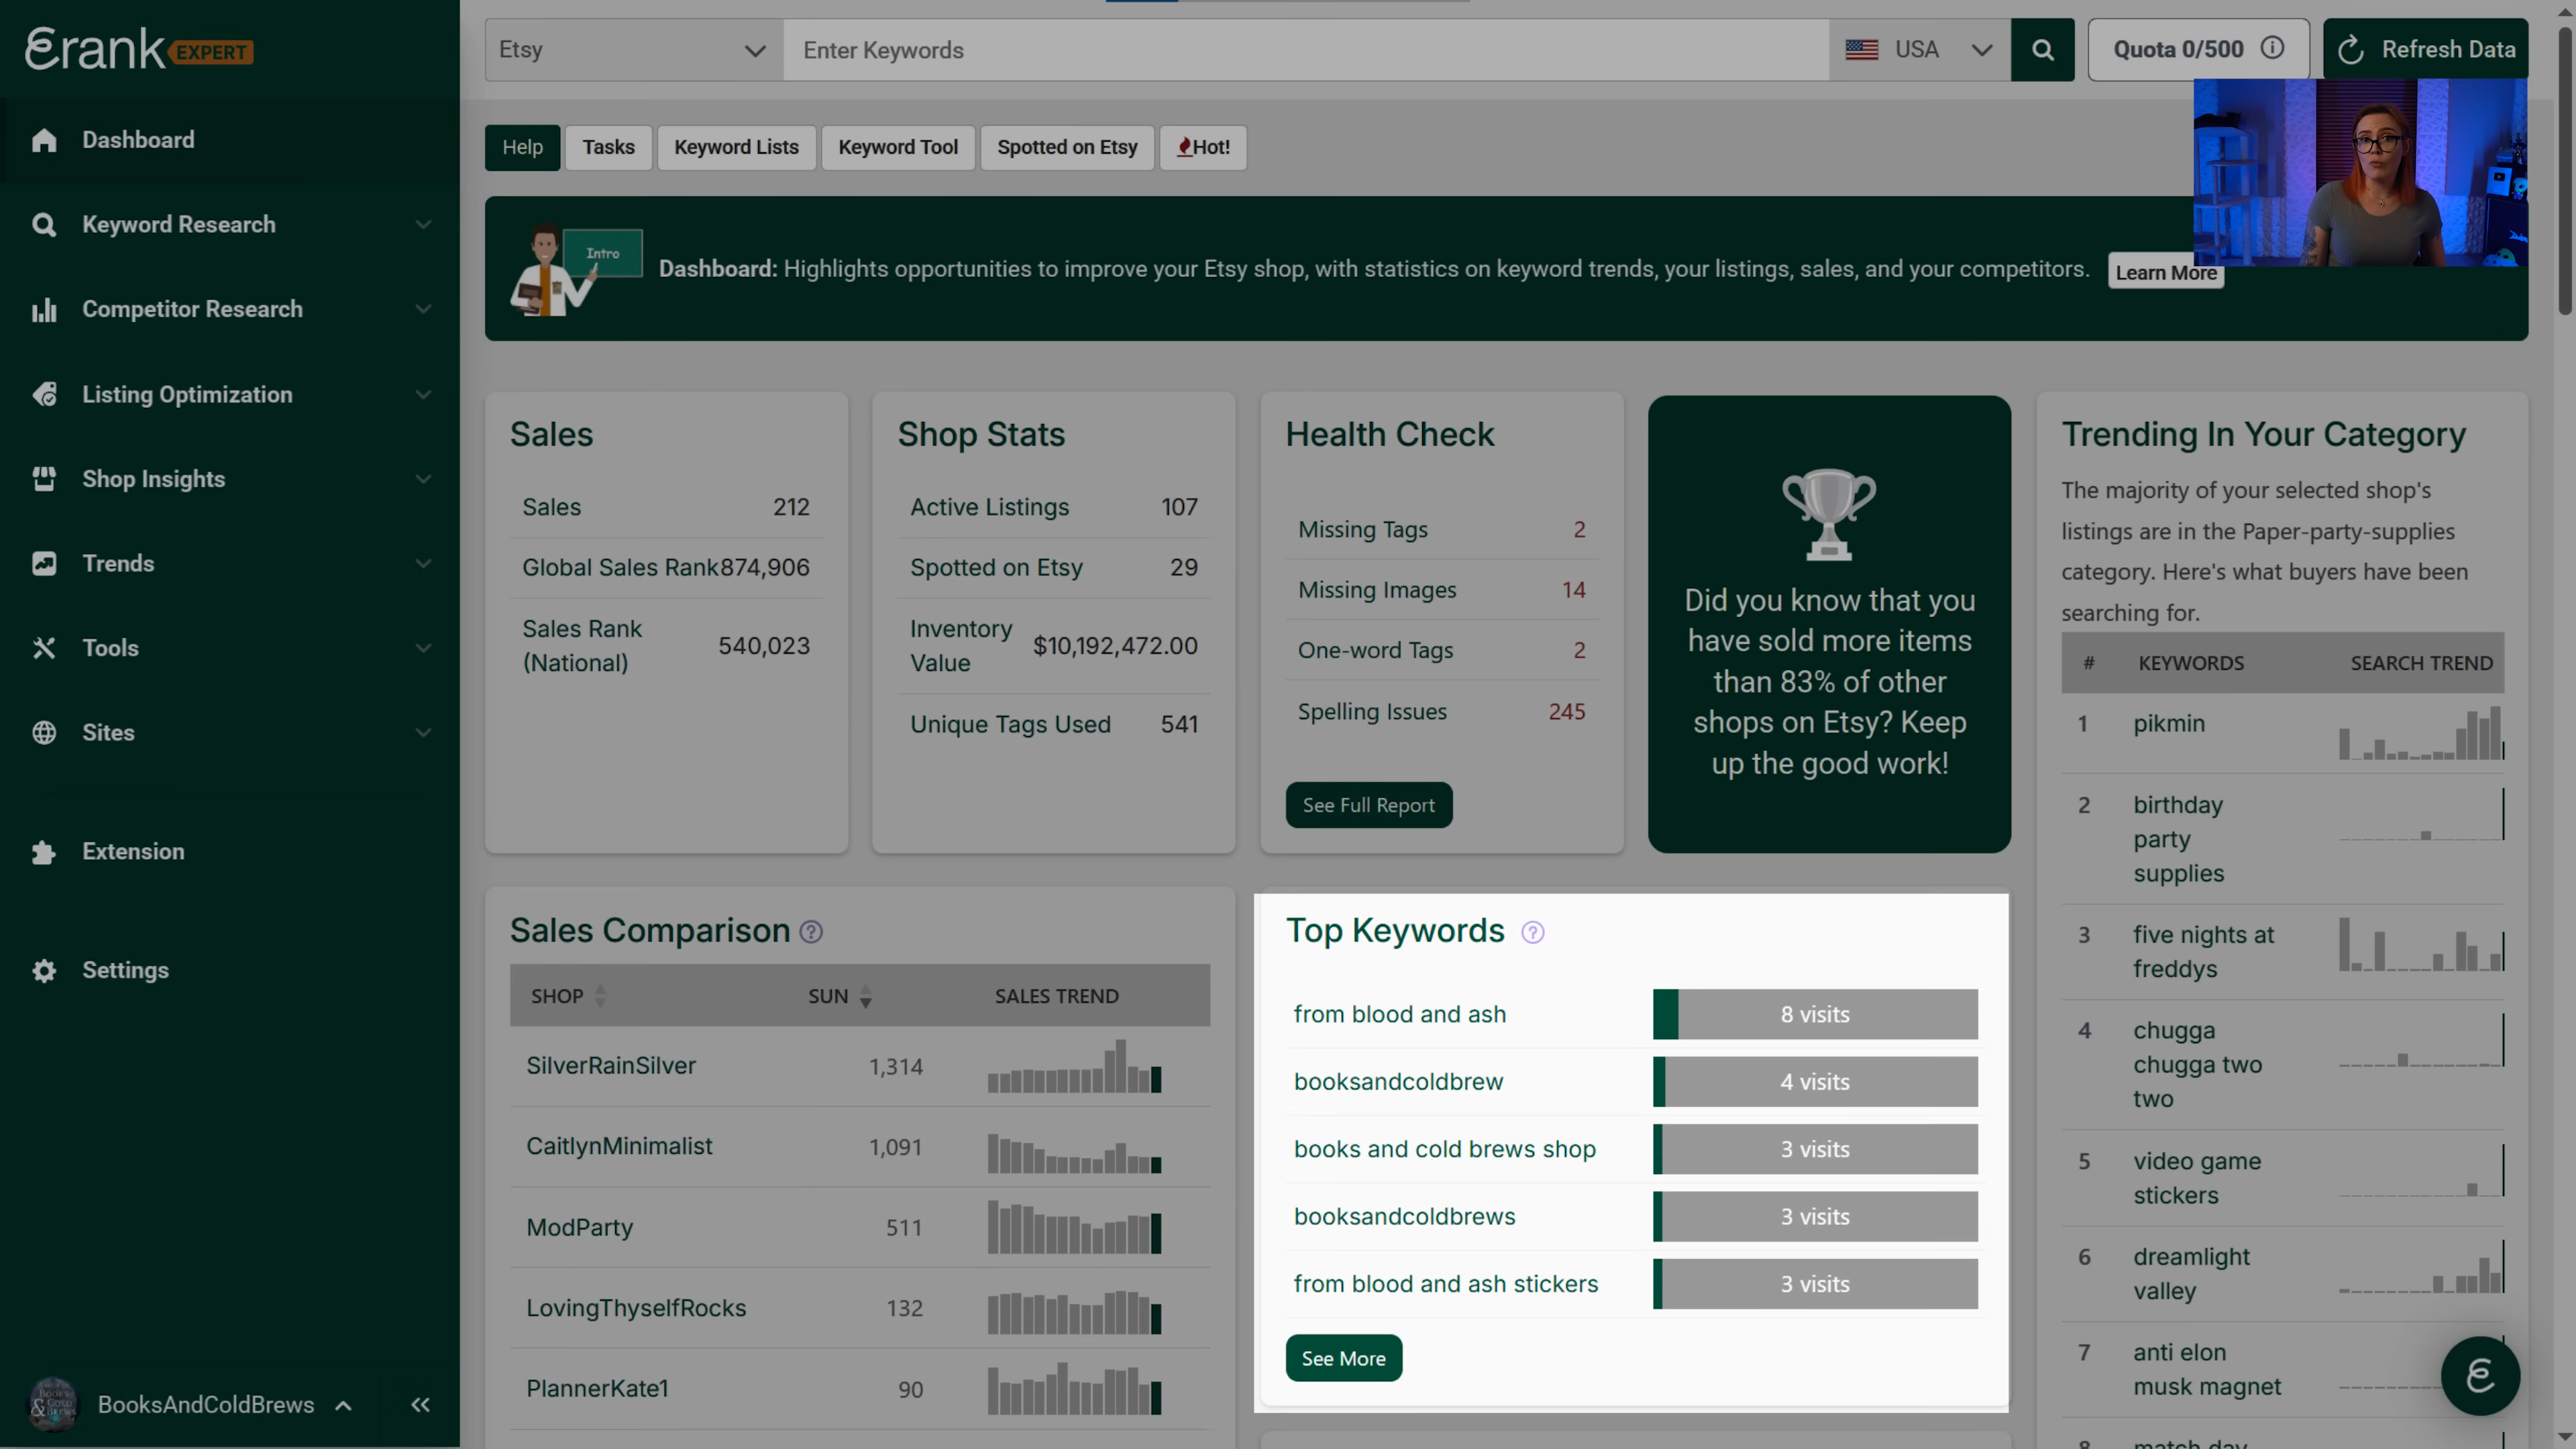 erank EXPERT
Etsy
Enter Keywords
USA
Quota 0/500
Refresh Data
Dashboard
Keyword Research
Competitor Research
Listing Optimization
Shop Insights
Trends
Tools
Sites
Extension
Settings
BooksAndColdBrews
Help
Tasks
Keyword Lists
Keyword Tool
Spotted on Etsy
Hot!
Intro
Dashboard: Highlights opportunities to improve your Etsy shop, with statistics on keyword trends, your listings, sales, and your competitors.
Learn More
Sales
Sales 212
Global Sales Rank 874,906
Sales Rank
(National) 540,023
Shop Stats
Active Listings 107
Spotted on Etsy 29
Inventory
Value $10,192,472.00
Unique Tags Used 541
Health Check
Missing Tags 2
Missing Images 14
One-word Tags 2
Spelling Issues 245
See Full Report
Did you know that you
have sold more items
than 83% of other
shops on Etsy? Keep
up the good work!
Trending In Your Category
The majority of your selected shop's
listings are in the Paper-party-supplies
category. Here's what buyers have been
searching for.
# KEYWORDS SEARCH TREND
1 pikmin
2 birthday
party
supplies
3 five nights at
freddys
4 chugga
chugga two
two
5 video game
stickers
6 dreamlight
valley
7 anti elon
musk magnet
8 match day
Sales Comparison ?
SHOP SUN SALES TREND
SilverRainSilver 1,314
CaitlynMinimalist 1,091
ModParty 511
LovingThyselfRocks 132
PlannerKate1 90
Top Keywords ?
from blood and ash 8 visits
booksandcoldbrew 4 visits
books and cold brews shop 3 visits
booksandcoldbrews 3 visits
from blood and ash stickers 3 visits
See More